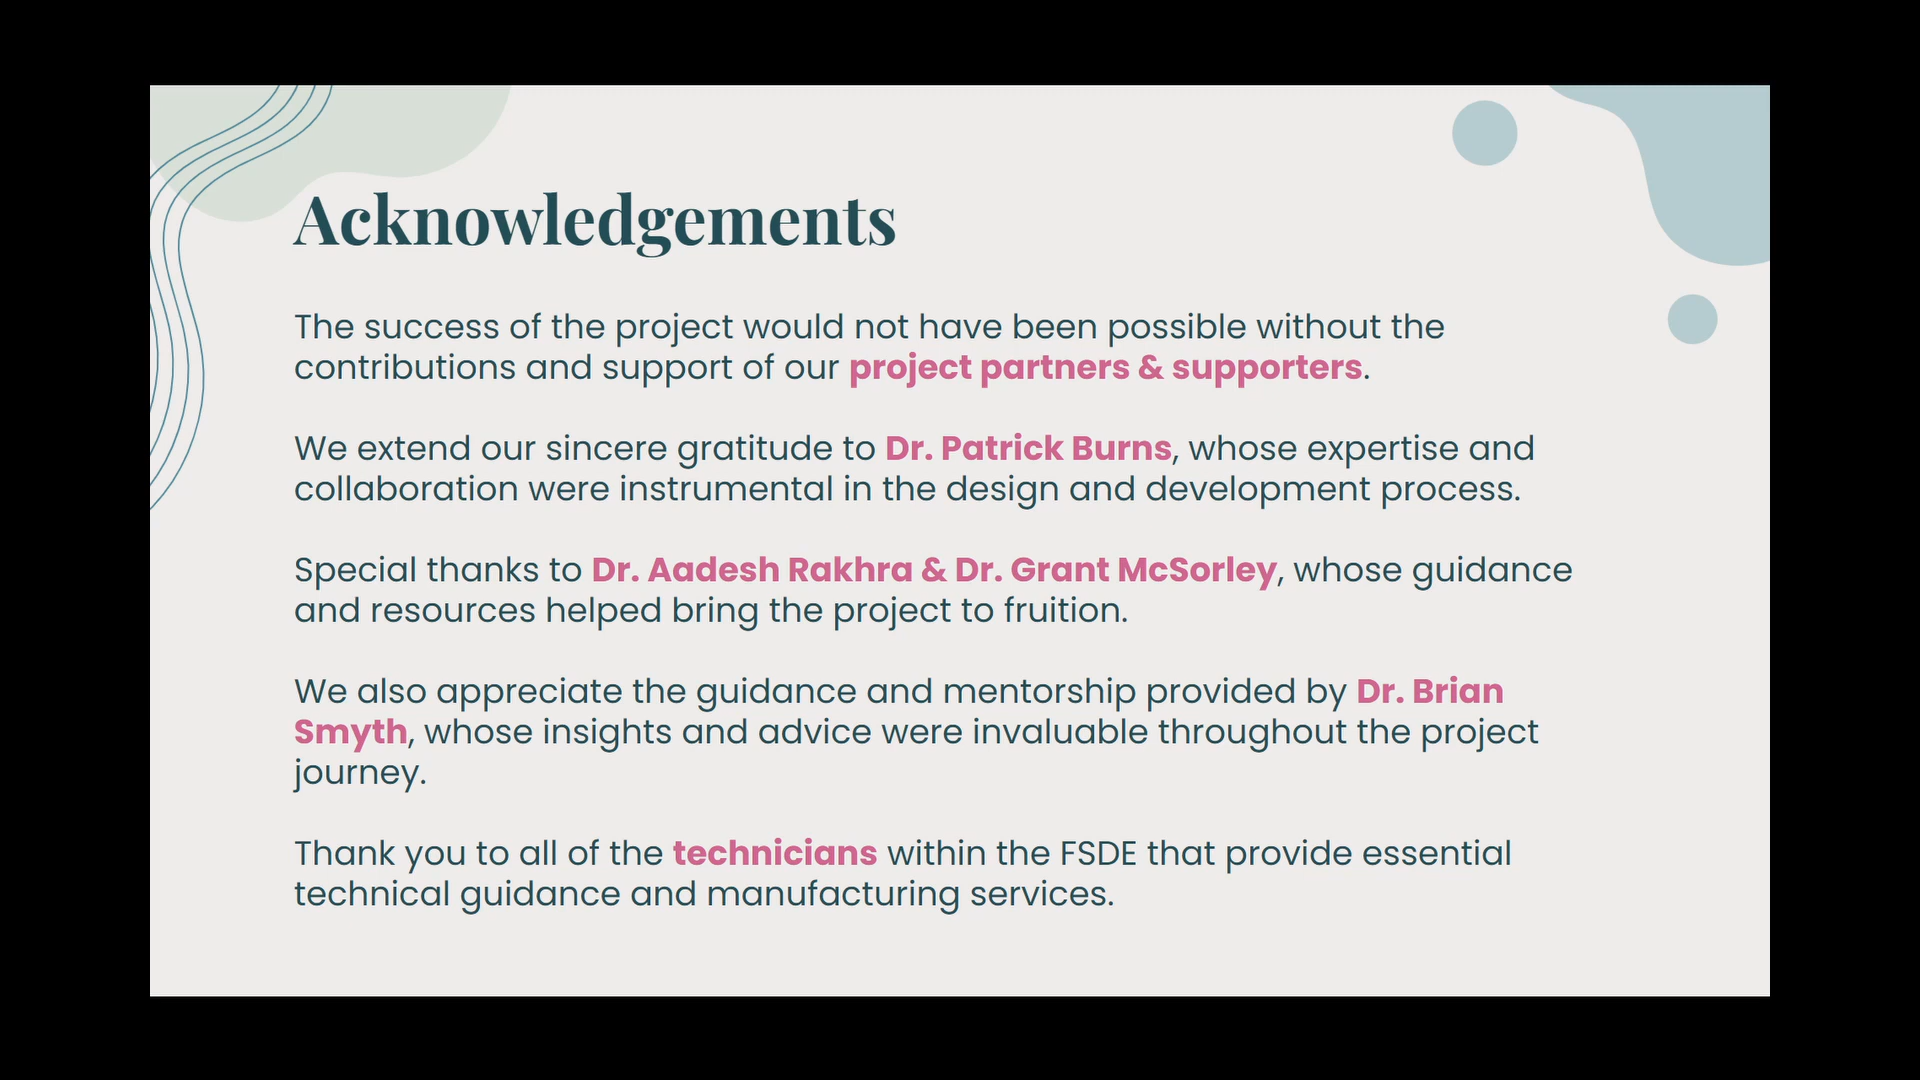 Acknowledgements
The success of the project would not have been possible without the
contributions and support of our project partners & supporters.
We extend our sincere gratitude to Dr. Patrick Burns, whose expertise and
collaboration were instrumental in the design and development process.
Special thanks to Dr. Aadesh Rakhra & Dr. Grant McSorley, whose guidance
and resources helped bring the project to fruition.
We also appreciate the guidance and mentorship provided by Dr. Brian
Smyth, whose insights and advice were invaluable throughout the project
journey.
Thank you to all of the technicians within the FSDE that provide essential
technical guidance and manufacturing services.